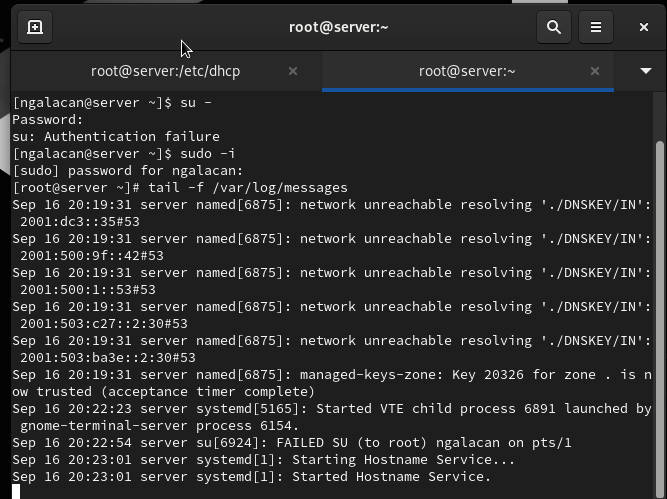 root@server:~
root@server:/etc/dhcp
root@server:~
[ngalacan@server ~]$ su -
Password:
su: Authentication failure
[ngalacan@server ~]$ sudo -i
[sudo] password for ngalacan:
[root@server ~]# tail -f /var/log/messages
Sep 16 20:19:31 server named[6875]: network unreachable resolving './DNSKEY/IN':
2001:dc3::35#53
Sep 16 20:19:31 server named[6875]: network unreachable resolving './DNSKEY/IN':
2001:500:9f::42#53
Sep 16 20:19:31 server named[6875]: network unreachable resolving './DNSKEY/IN':
2001:500:1::53#53
Sep 16 20:19:31 server named[6875]: network unreachable resolving './DNSKEY/IN':
2001:503:c27::2:30#53
Sep 16 20:19:31 server named[6875]: network unreachable resolving './DNSKEY/IN':
2001:503:ba3e::2:30#53
Sep 16 20:19:31 server named[6875]: managed-keys-zone: Key 20326 for zone . is n
ow trusted (acceptance timer complete)
Sep 16 20:22:23 server systemd[5165]: Started VTE child process 6891 launched by
gnome-terminal-server process 6154.
Sep 16 20:22:54 server su[6924]: FAILED SU (to root) ngalacan on pts/1
Sep 16 20:23:01 server systemd[1]: Starting Hostname Service...
Sep 16 20:23:01 server systemd[1]: Started Hostname Service.